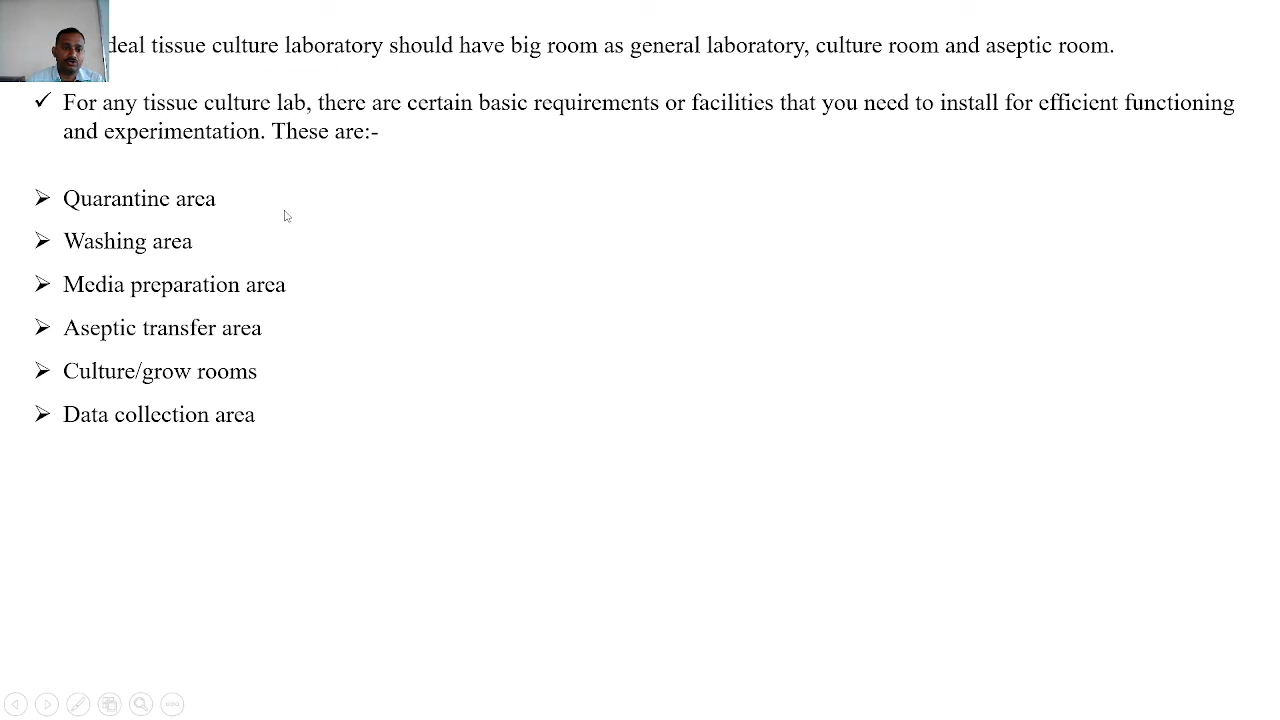 deal tissue culture laboratory should have big room as general laboratory, culture room and aseptic room.
✓ For any tissue culture lab, there are certain basic requirements or facilities that you need to install for efficient functioning
and experimentation. These are:-
➢ Quarantine area
➢ Washing area
➢ Media preparation area
➢ Aseptic transfer area
➢ Culture/grow rooms
➢ Data collection area